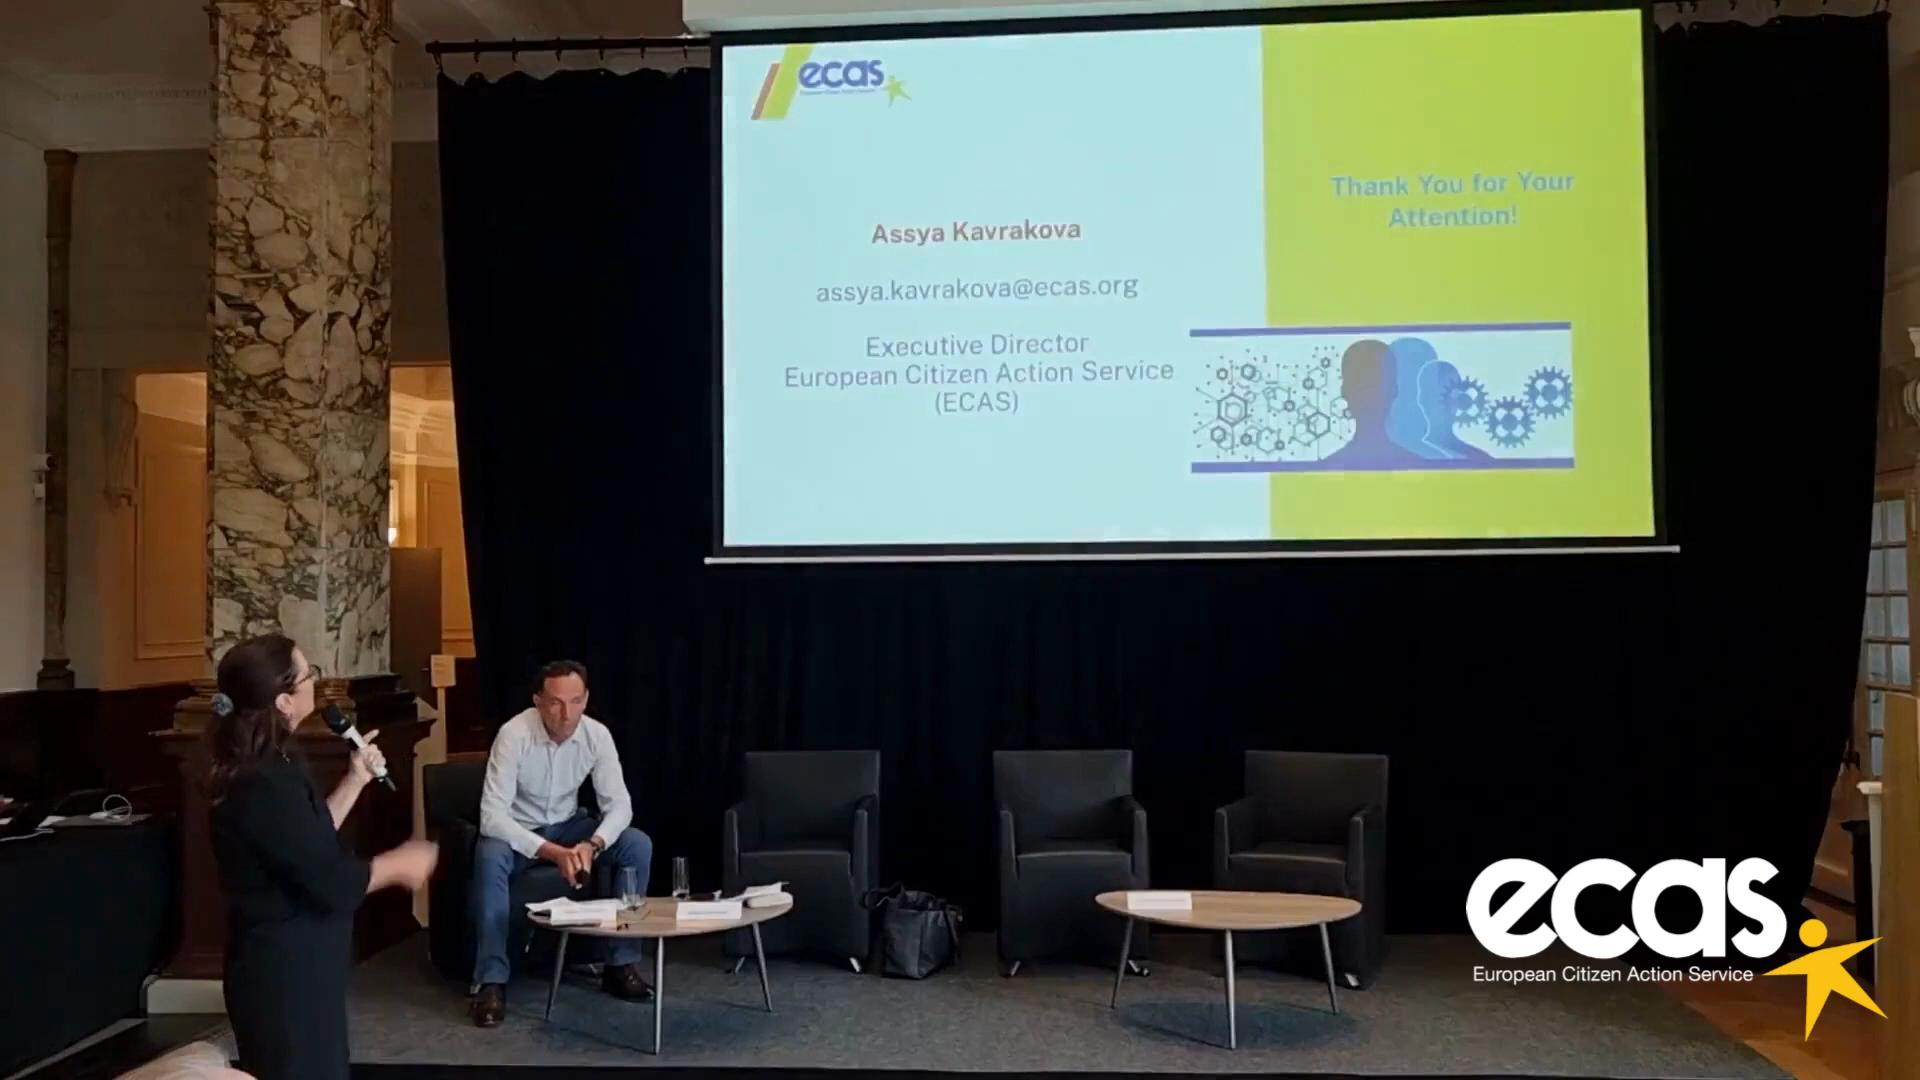 ecas
Assya Kavrakova
assya.kavrakova@ecas.org
Executive Director
European Citizen Action Service
(ECAS)
Thank You for Your
Attention!
ecas
European Citizen Action Service